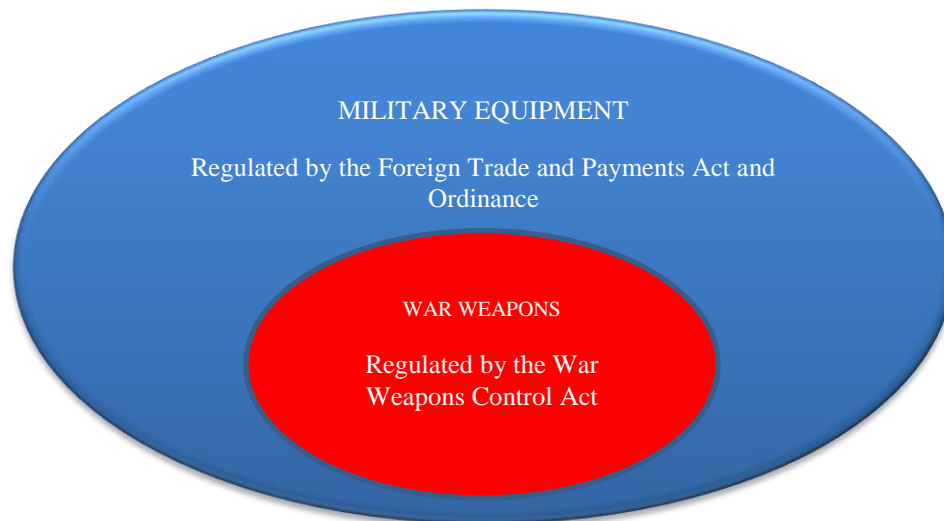 MILITARY EQUIPMENT
Regulated by the Foreign Trade and Payments Act and
Ordinance
WAR WEAPONS
Regulated by the War
Weapons Control Act